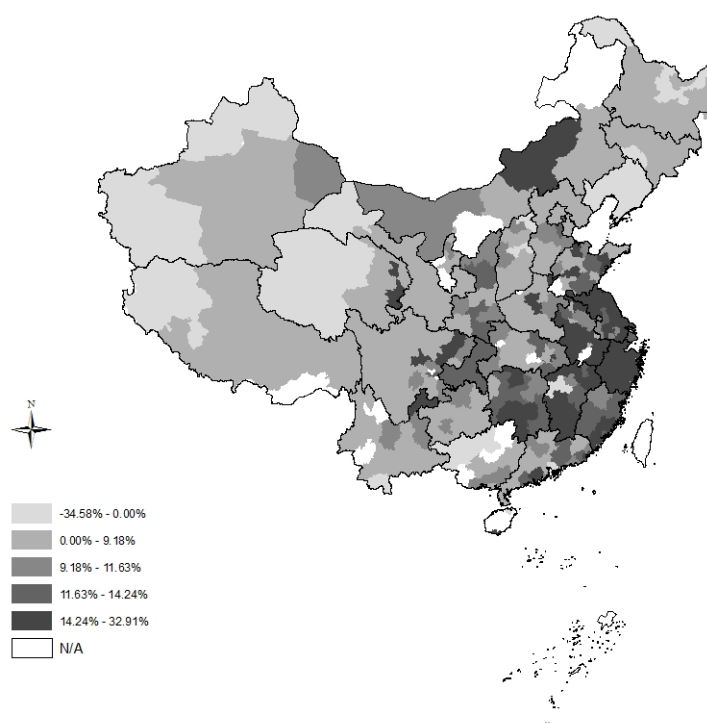 N
-34.58% - 0.00%
0.00% - 9.18%
9.18% - 11.63%
11.63% - 14.24%
14.24% - 32.91%
N/A